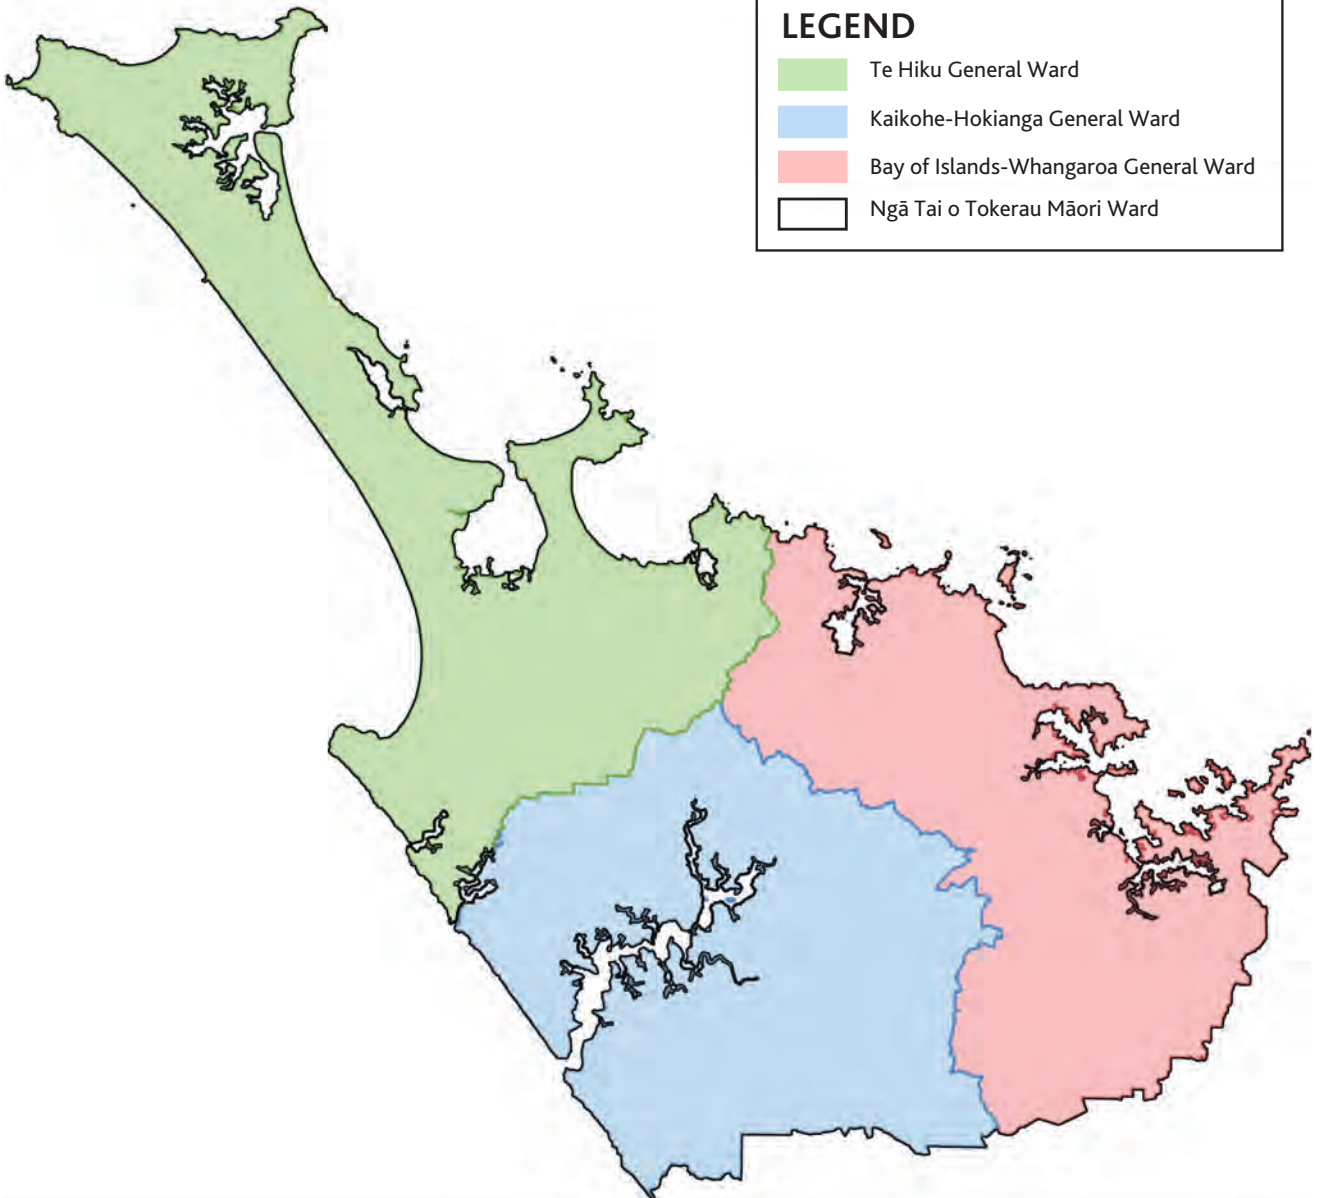 LEGEND
Te Hiku General Ward
Kaikohe-Hokianga General Ward
Bay of Islands-Whangaroa General Ward
Ngā Tai o Tokerau Māori Ward